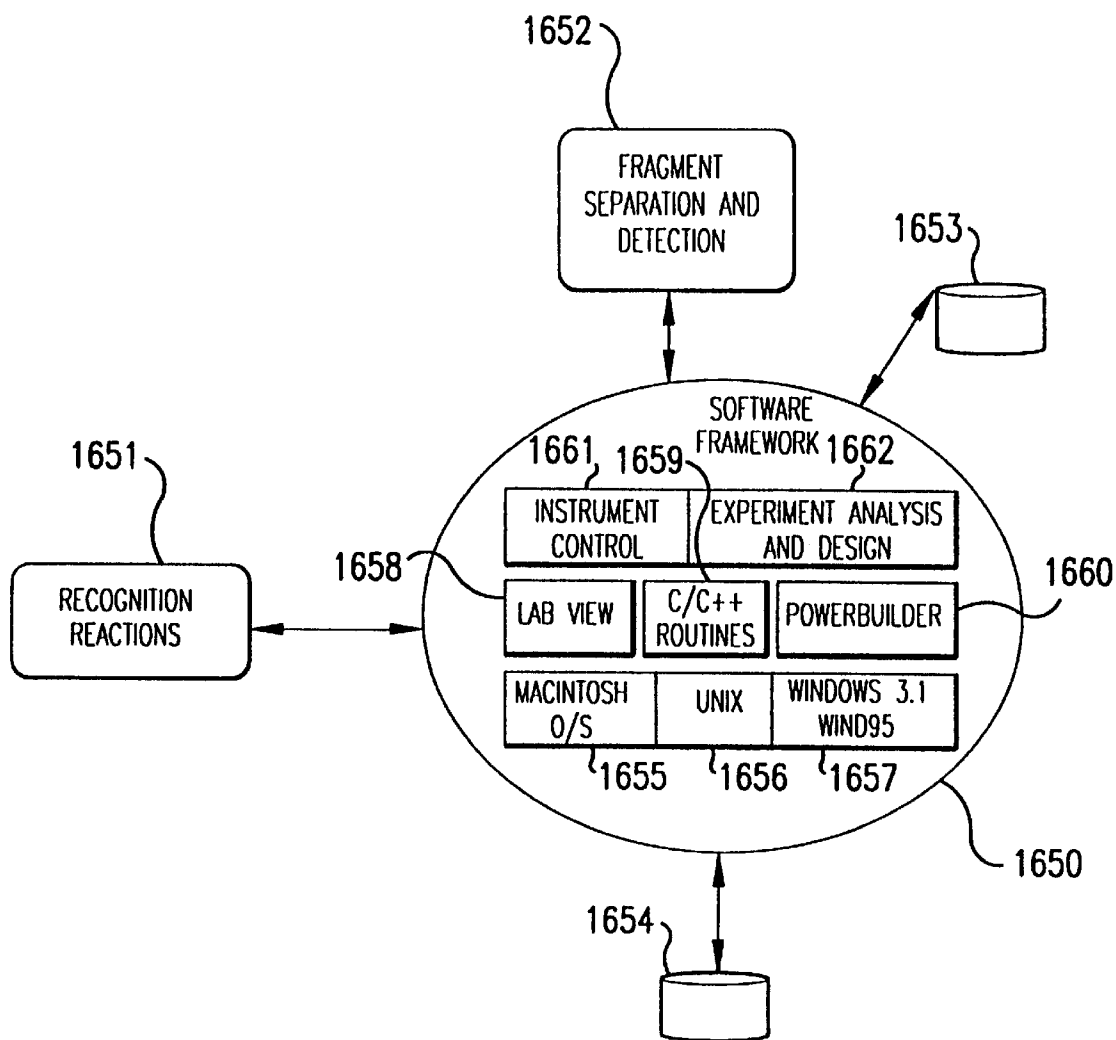 1652
FRAGMENT
SEPARATION AND
DETECTION
1653
SOFTWARE
FRAMEWORK
1651
1661
1659
1662
INSTRUMENT
CONTROL
EXPERIMENT ANALYSIS
AND DESIGN
1658
1660
RECOGNITION
REACTIONS
LAB VIEW
C/C++
ROUTINES
POWERBUILDER
MACINTOSH
O/S
UNIX
WINDOWS 3.1
WIND95
1655
1656
1657
1650
1654